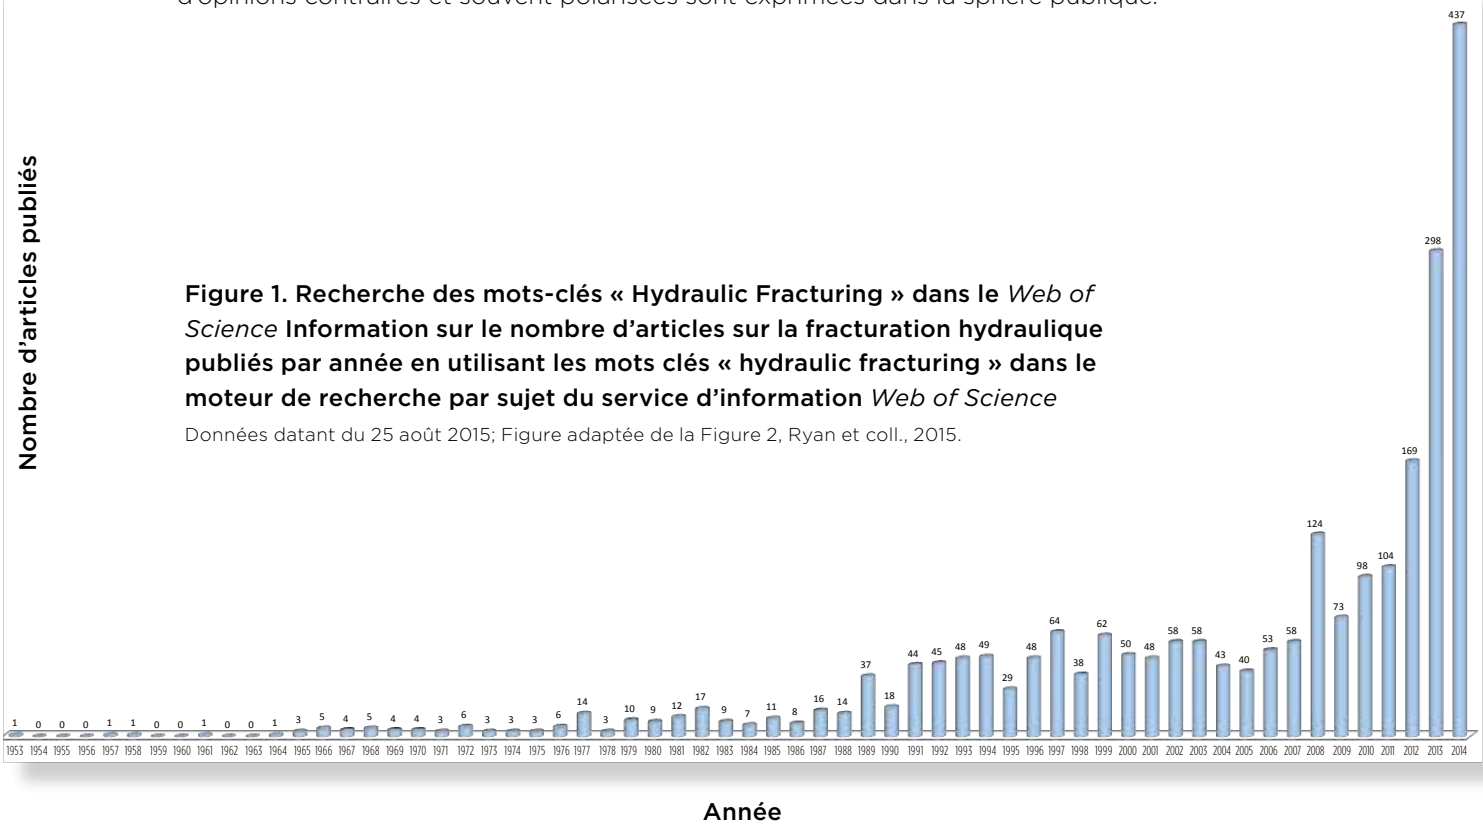 d'opinions contraires et souvent polarisées sont exprimées dans la sphère publique.
Nombre d'articles publiés
Figure 1. Recherche des mots-clés « Hydraulic Fracturing » dans le Web of
Science Information sur le nombre d'articles sur la fracturation hydraulique
publiés par année en utilisant les mots clés « hydraulic fracturing » dans le
moteur de recherche par sujet du service d'information Web of Science
Données datant du 25 août 2015; Figure adaptée de la Figure 2, Ryan et coll., 2015.
1 0 0 0 1 1 0 0 1 0 0 1 3 5 4 5 4 4 3 6 3 3 3 6 14 3 10 9 12 17 9 7 11 8 16 14 37 18 44 45 48 49 29 48 64 38 62 50 48 58 58 43 40 53 58 124 73 98 104 169 298 437
1953 1954 1955 1956 1957 1958 1959 1960 1961 1962 1963 1964 1965 1966 1967 1968 1969 1970 1971 1972 1973 1974 1975 1976 1977 1978 1979 1980 1981 1982 1983 1984 1985 1986 1987 1988 1989 1990 1991 1992 1993 1994 1995 1996 1997 1998 1999 2000 2001 2002 2003 2004 2005 2006 2007 2008 2009 2010 2011 2012 2013 2014
Année